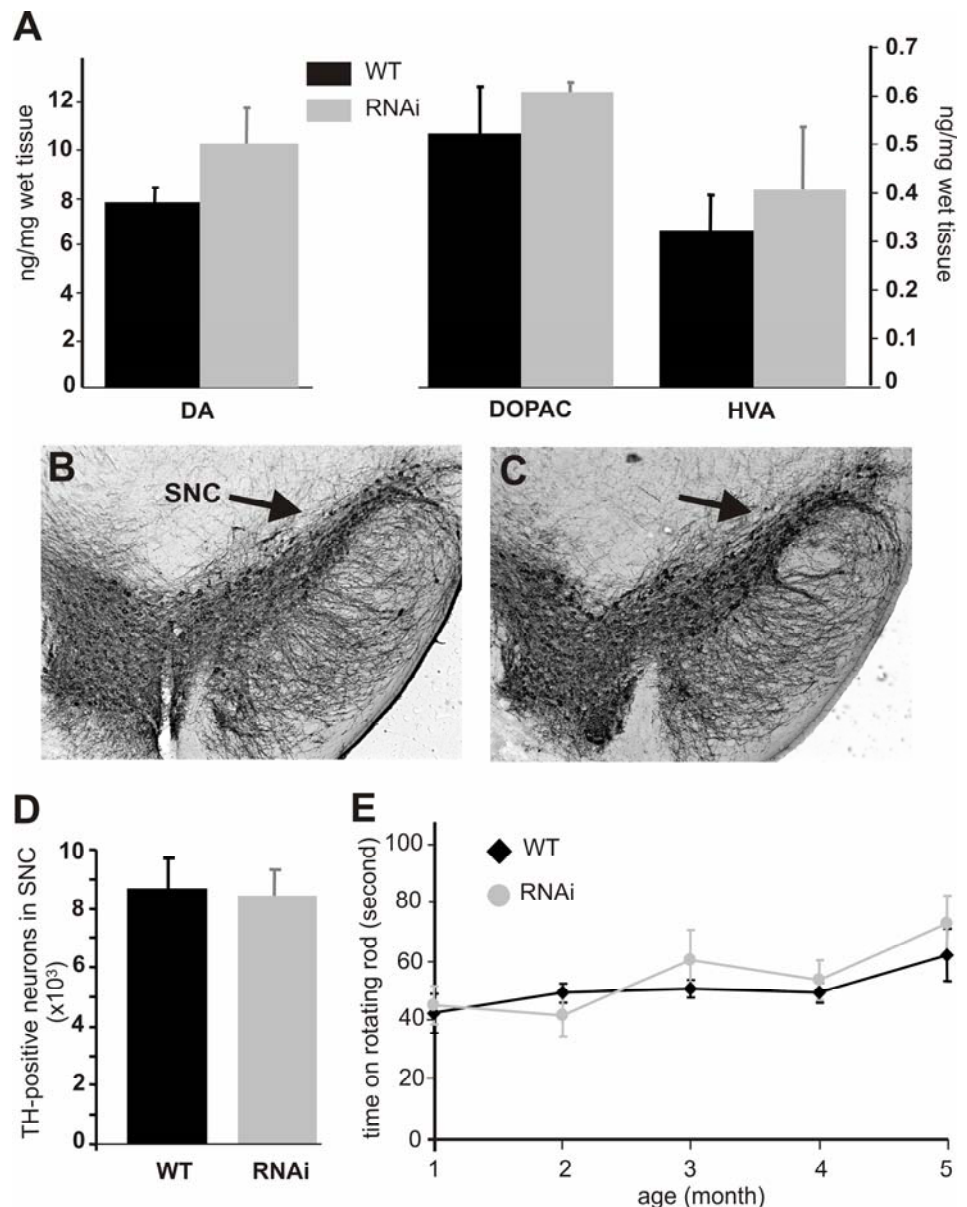 A
WT
RNAi
ng/mg wet tissue
12
10
8
6
4
2
0
0.7
0.6
0.5
0.4
0.3
0.2
0.1
0
ng/mg wet tissue
DA
DOPAC
HVA
B
SNC
C
D
TH-positive neurons in SNC
(x10³)
10
8
6
4
2
0
WT
RNAi
E
WT
RNAi
time on rotating rod (second)
100
80
60
40
20
0
1
2
3
4
5
age (month)